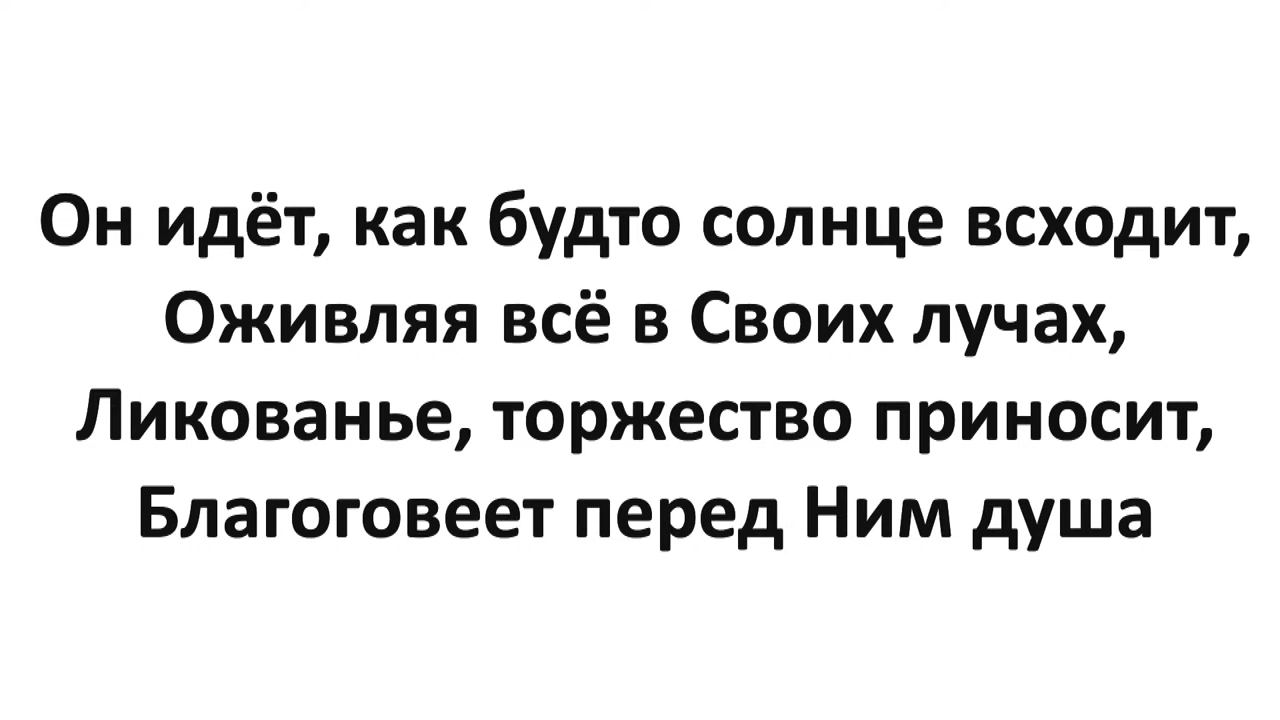 Он идёт, как будто солнце всходит,
Оживляя всё в Своих лучах,
Ликованье, торжество приносит,
Благоговеет перед Ним душа